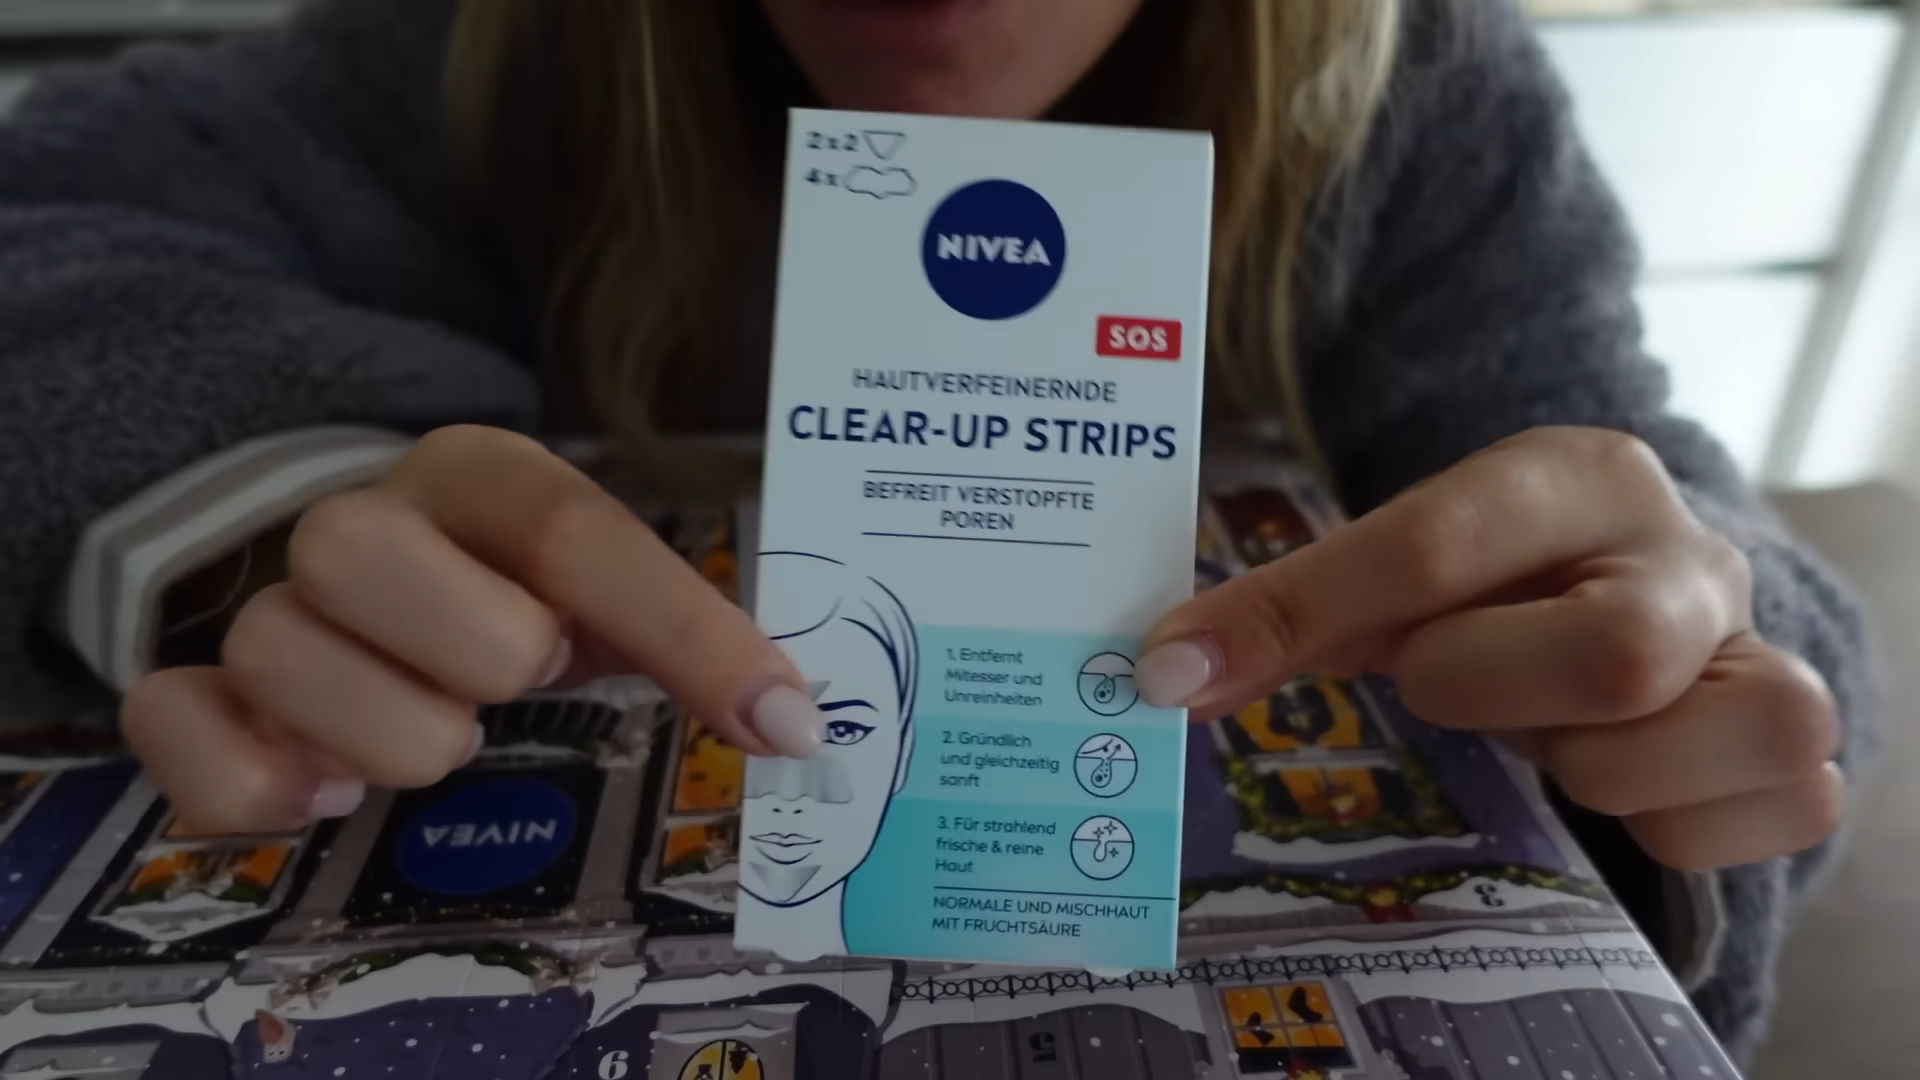 2x2
4x
NIVEA
SOS
HAUTVERFEINERNDE
CLEAR-UP STRIPS
BEFREIT VERSTOPFTE
POREN
1. Entfernt
Mitesser und
Unreinheiten
2. Gründlich
und gleichzeitig
sanft
3. Für strahlend
frische & reine
Haut
NORMALE UND MISCHHAUT
MIT FRUCHTSÄURE
NIVEA
3
5
6